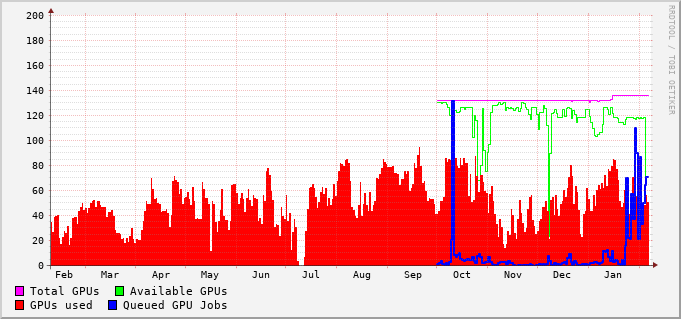 200
180
160
140
120
100
80
60
40
20
0
Feb Mar Apr May Jun Jul Aug Sep Oct Nov Dec Jan
Total GPUs Available GPUs
GPUs used Queued GPU Jobs
RRDTOOL / TOBI OETIKER